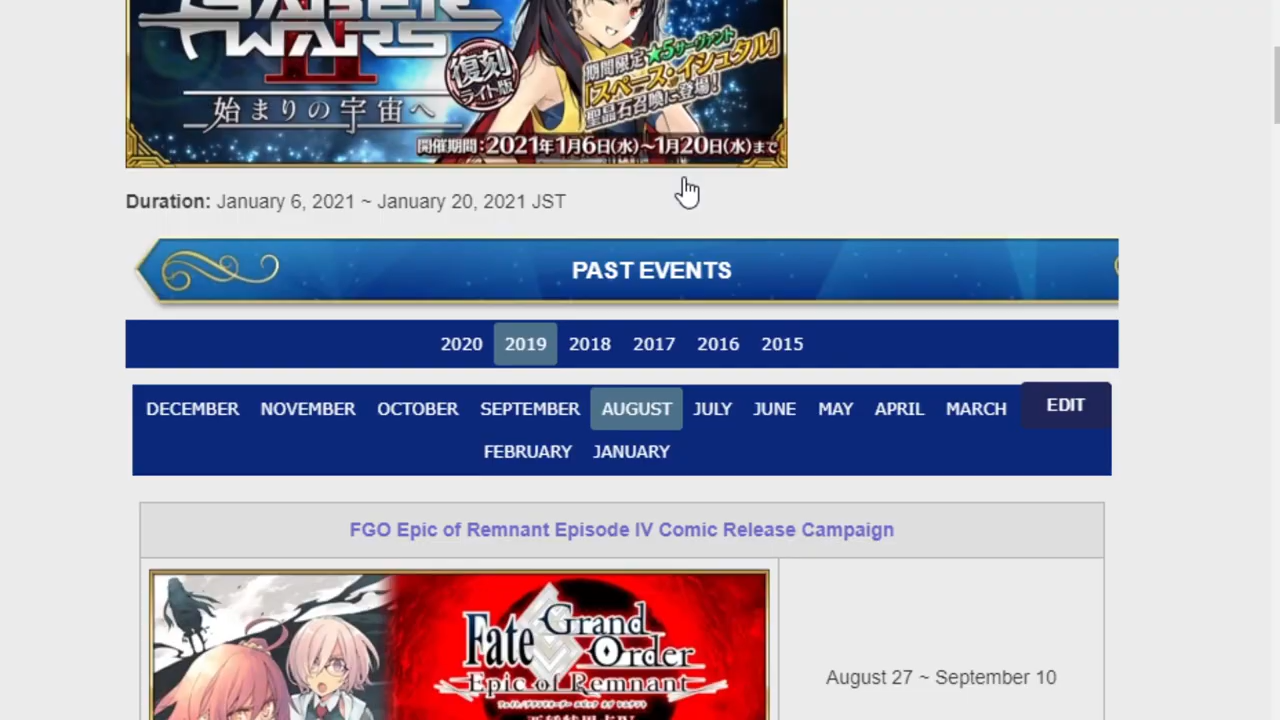 SABER
WARS
II
復刻
ライト版
始まりの宇宙へ
期間限定★5サーヴァント
「スペース・イシュタル」
聖晶石召喚に登場!
開催期間:2021年1月6日(水)~1月20日(水)まで
Duration: January 6, 2021 ~ January 20, 2021 JST
PAST EVENTS
2020 2019 2018 2017 2016 2015
DECEMBER NOVEMBER OCTOBER SEPTEMBER AUGUST JULY JUNE MAY APRIL MARCH EDIT
FEBRUARY JANUARY
FGO Epic of Remnant Episode IV Comic Release Campaign
Fate Grand
Order
Epic of Remnant
August 27 ~ September 10